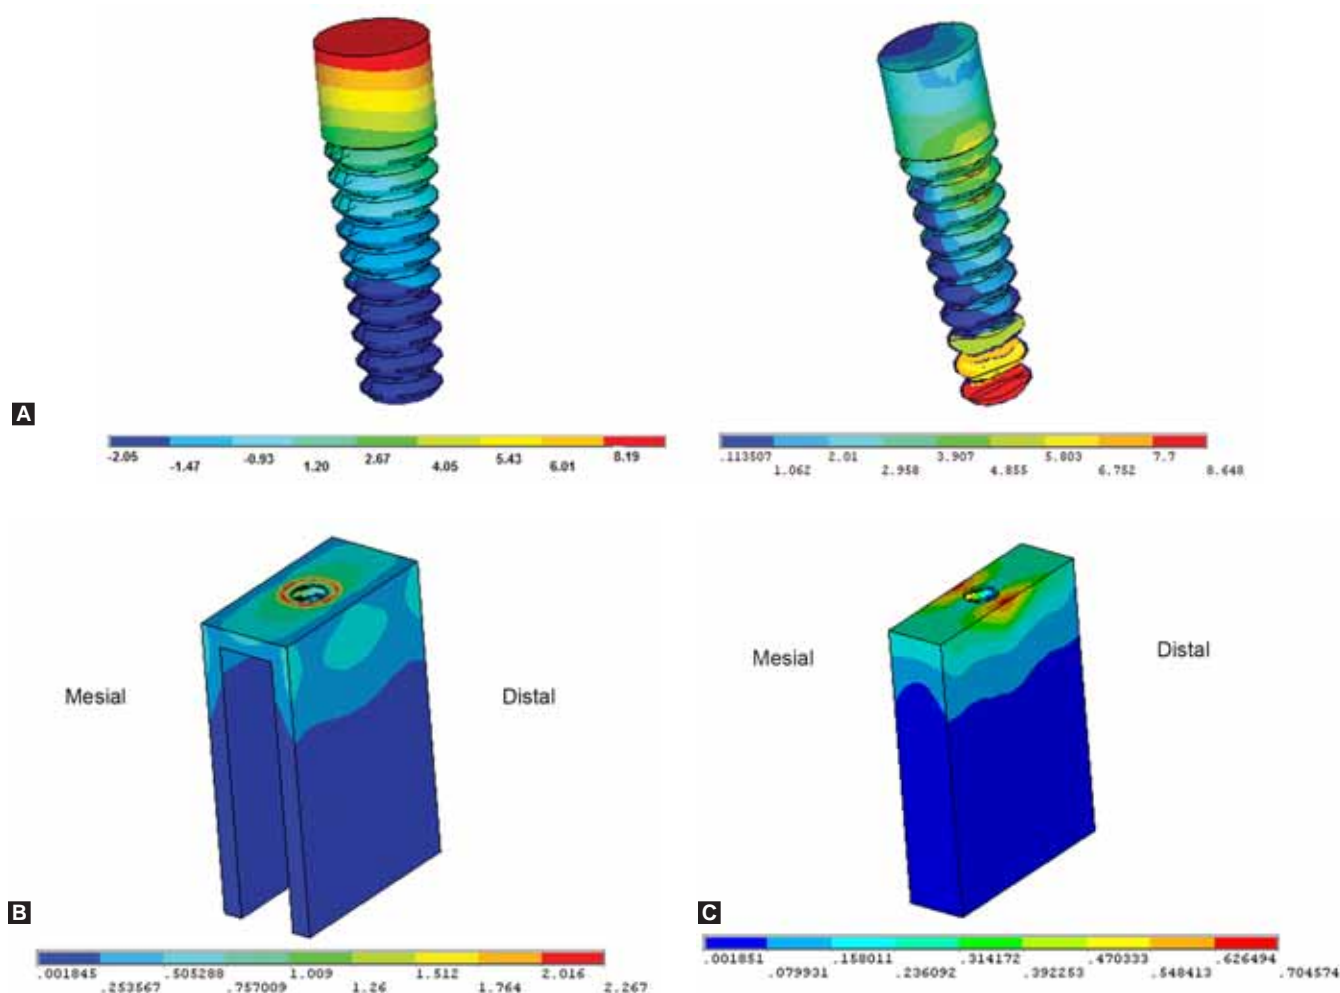 A
-2.05 -0.93 2.67 5.43 8.19
-1.47 1.20 4.05 6.01
.113507 2.01 3.907 5.803 7.7
1.062 2.958 4.855 6.752 8.648
Mesial
Distal
Mesial
Distal
B
C
.001845 .505288 1.009 1.512 2.016
.253567 .757009 1.26 1.764 2.267
.001851 .158011 .314172 .470333 .626494
.079931 .236092 .392253 .548413 .704574